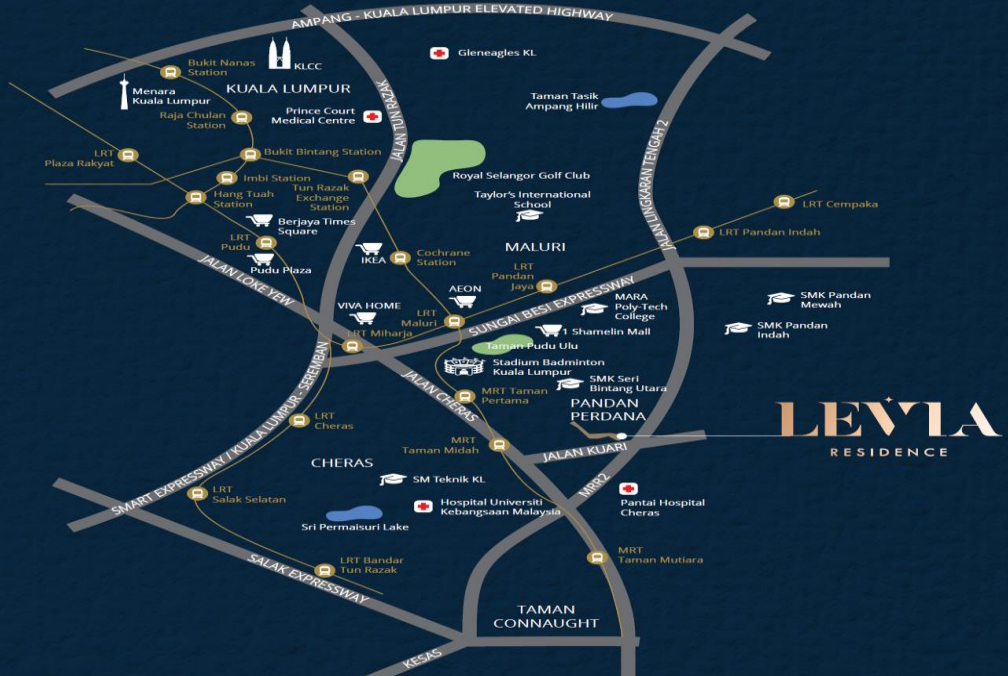 AMPANG - KUALA LUMPUR ELEVATED HIGHWAY
Bukit Nanas
Station
KLCC
Gleneagles KL
Menara
Kuala Lumpur
KUALA LUMPUR
Taman Tasik
Ampang Hilir
Raja Chulan
Station
Prince Court
Medical Centre
JALAN TUN RAZAK
JALAN LINGKARAN TENGAH 2
LRT
Plaza Rakyat
Bukit Bintang Station
Imbi Station
Tun Razak
Exchange
Station
Royal Selangor Golf Club
Hang Tuah
Station
Taylor's International
School
LRT Cempaka
Berjaya Times
Square
LRT
Pudu
LRT Pandan Indah
MALURI
IKEA
Cochrane
Station
Pudu Plaza
LRT
Pandan
Jaya
JALAN LOKE YEW
AEON
SUNGAI BESI EXPRESSWAY
MARA
Poly-Tech
College
SMK Pandan
Mewah
VIVA HOME
LRT
Maluri
1 Shamelin Mall
SMK Pandan
Indah
LRT Miharja
Taman Pudu Ulu
Stadium Badminton
Kuala Lumpur
JALAN CHERAS
SMK Seri
Bintang Utara
MRT Taman
Pertama
PANDAN
PERDANA
LEVIA
RESIDENCE
LRT
Cheras
MRT
Taman Midah
JALAN KUARI
SMART EXPRESSWAY / KUALA LUMPUR - SEREMBAN
CHERAS
SM Teknik KL
MRR2
LRT
Salak Selatan
Hospital Universiti
Kebangsaan Malaysia
Pantai Hospital
Cheras
Sri Permaisuri Lake
LRT Bandar
Tun Razak
MRT
Taman Mutiara
SALAK EXPRESSWAY
TAMAN
CONNAUGHT
KESAS